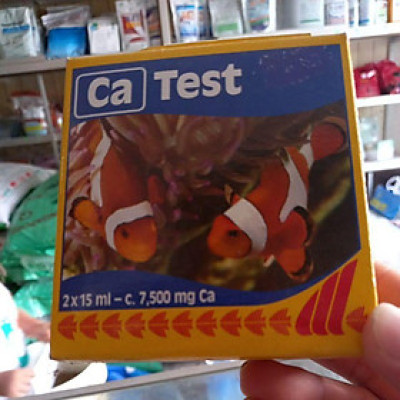 Ca Test
2 x 15 ml – c. 7,500 mg Ca